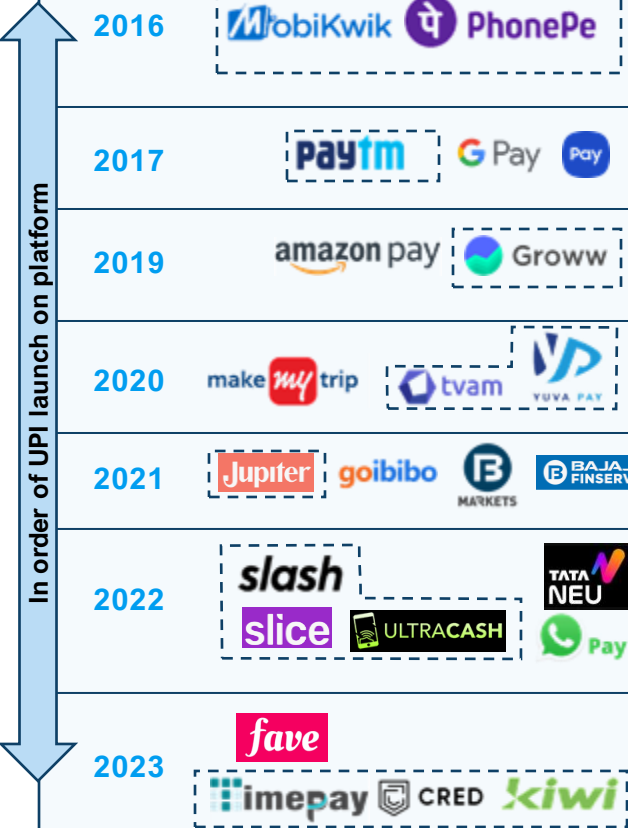 In order of UPI launch on platform
2016
MobiKwik पे PhonePe
2017
paytm G Pay Pay
2019
amazon pay Groww
2020
make my trip tvam
YUVA PAY
2021
Jupiter goibibo B
MARKETS
B BAJAJ
FINSERV
2022
slash
TATA
NEU
slice ULTRACASH
Pay
2023
fave
Timepay CRED kiwi